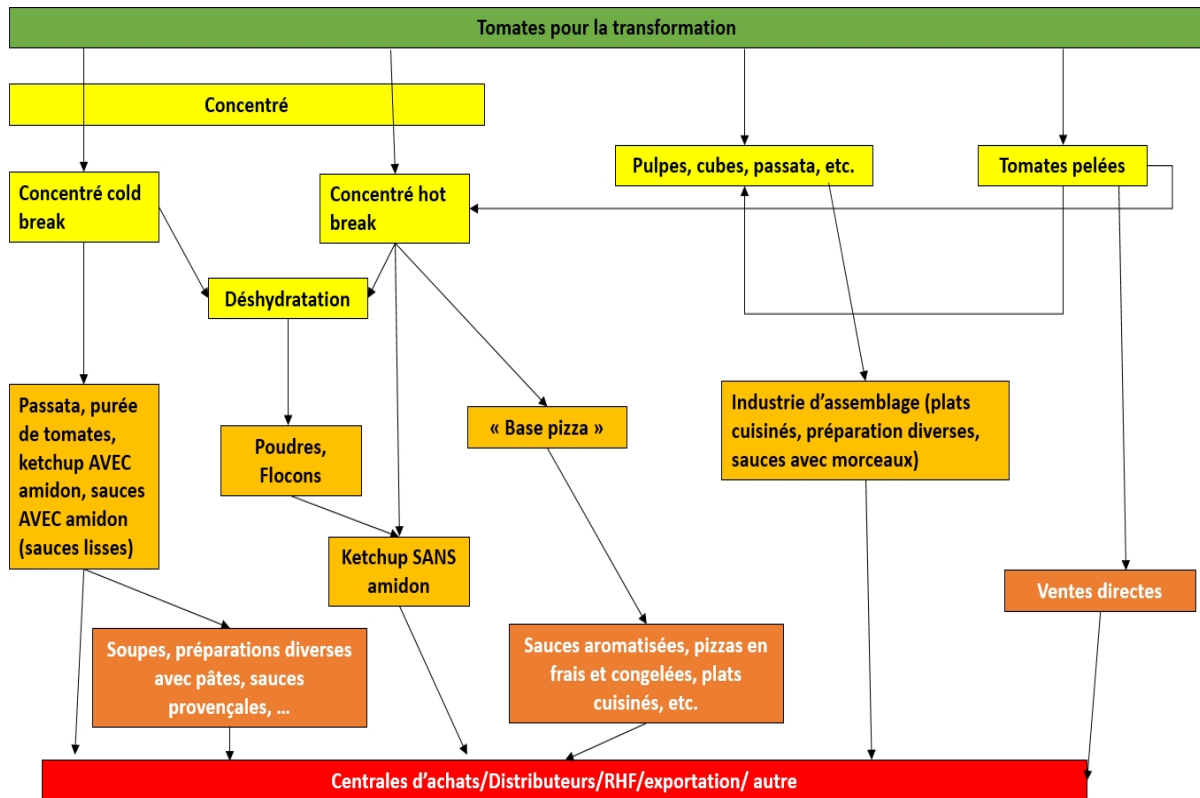 Tomates pour la transformation
Concentré
Concentré cold
break
Concentré hot
break
Pulpes, cubes, passata, etc.
Tomates pelées
Déshydratation
Passata, purée
de tomates,
ketchup AVEC
amidon, sauces
AVEC amidon
(sauces lisses)
Poudres,
Flocons
« Base pizza »
Industrie d’assemblage (plats
cuisinés, préparation diverses,
sauces avec morceaux)
Ketchup SANS
amidon
Ventes directes
Soupes, préparations diverses
avec pâtes, sauces
provençales, ...
Sauces aromatisées, pizzas en
frais et congelées, plats
cuisinés, etc.
Centrales d’achats/Distributeurs/RHF/exportation/ autre